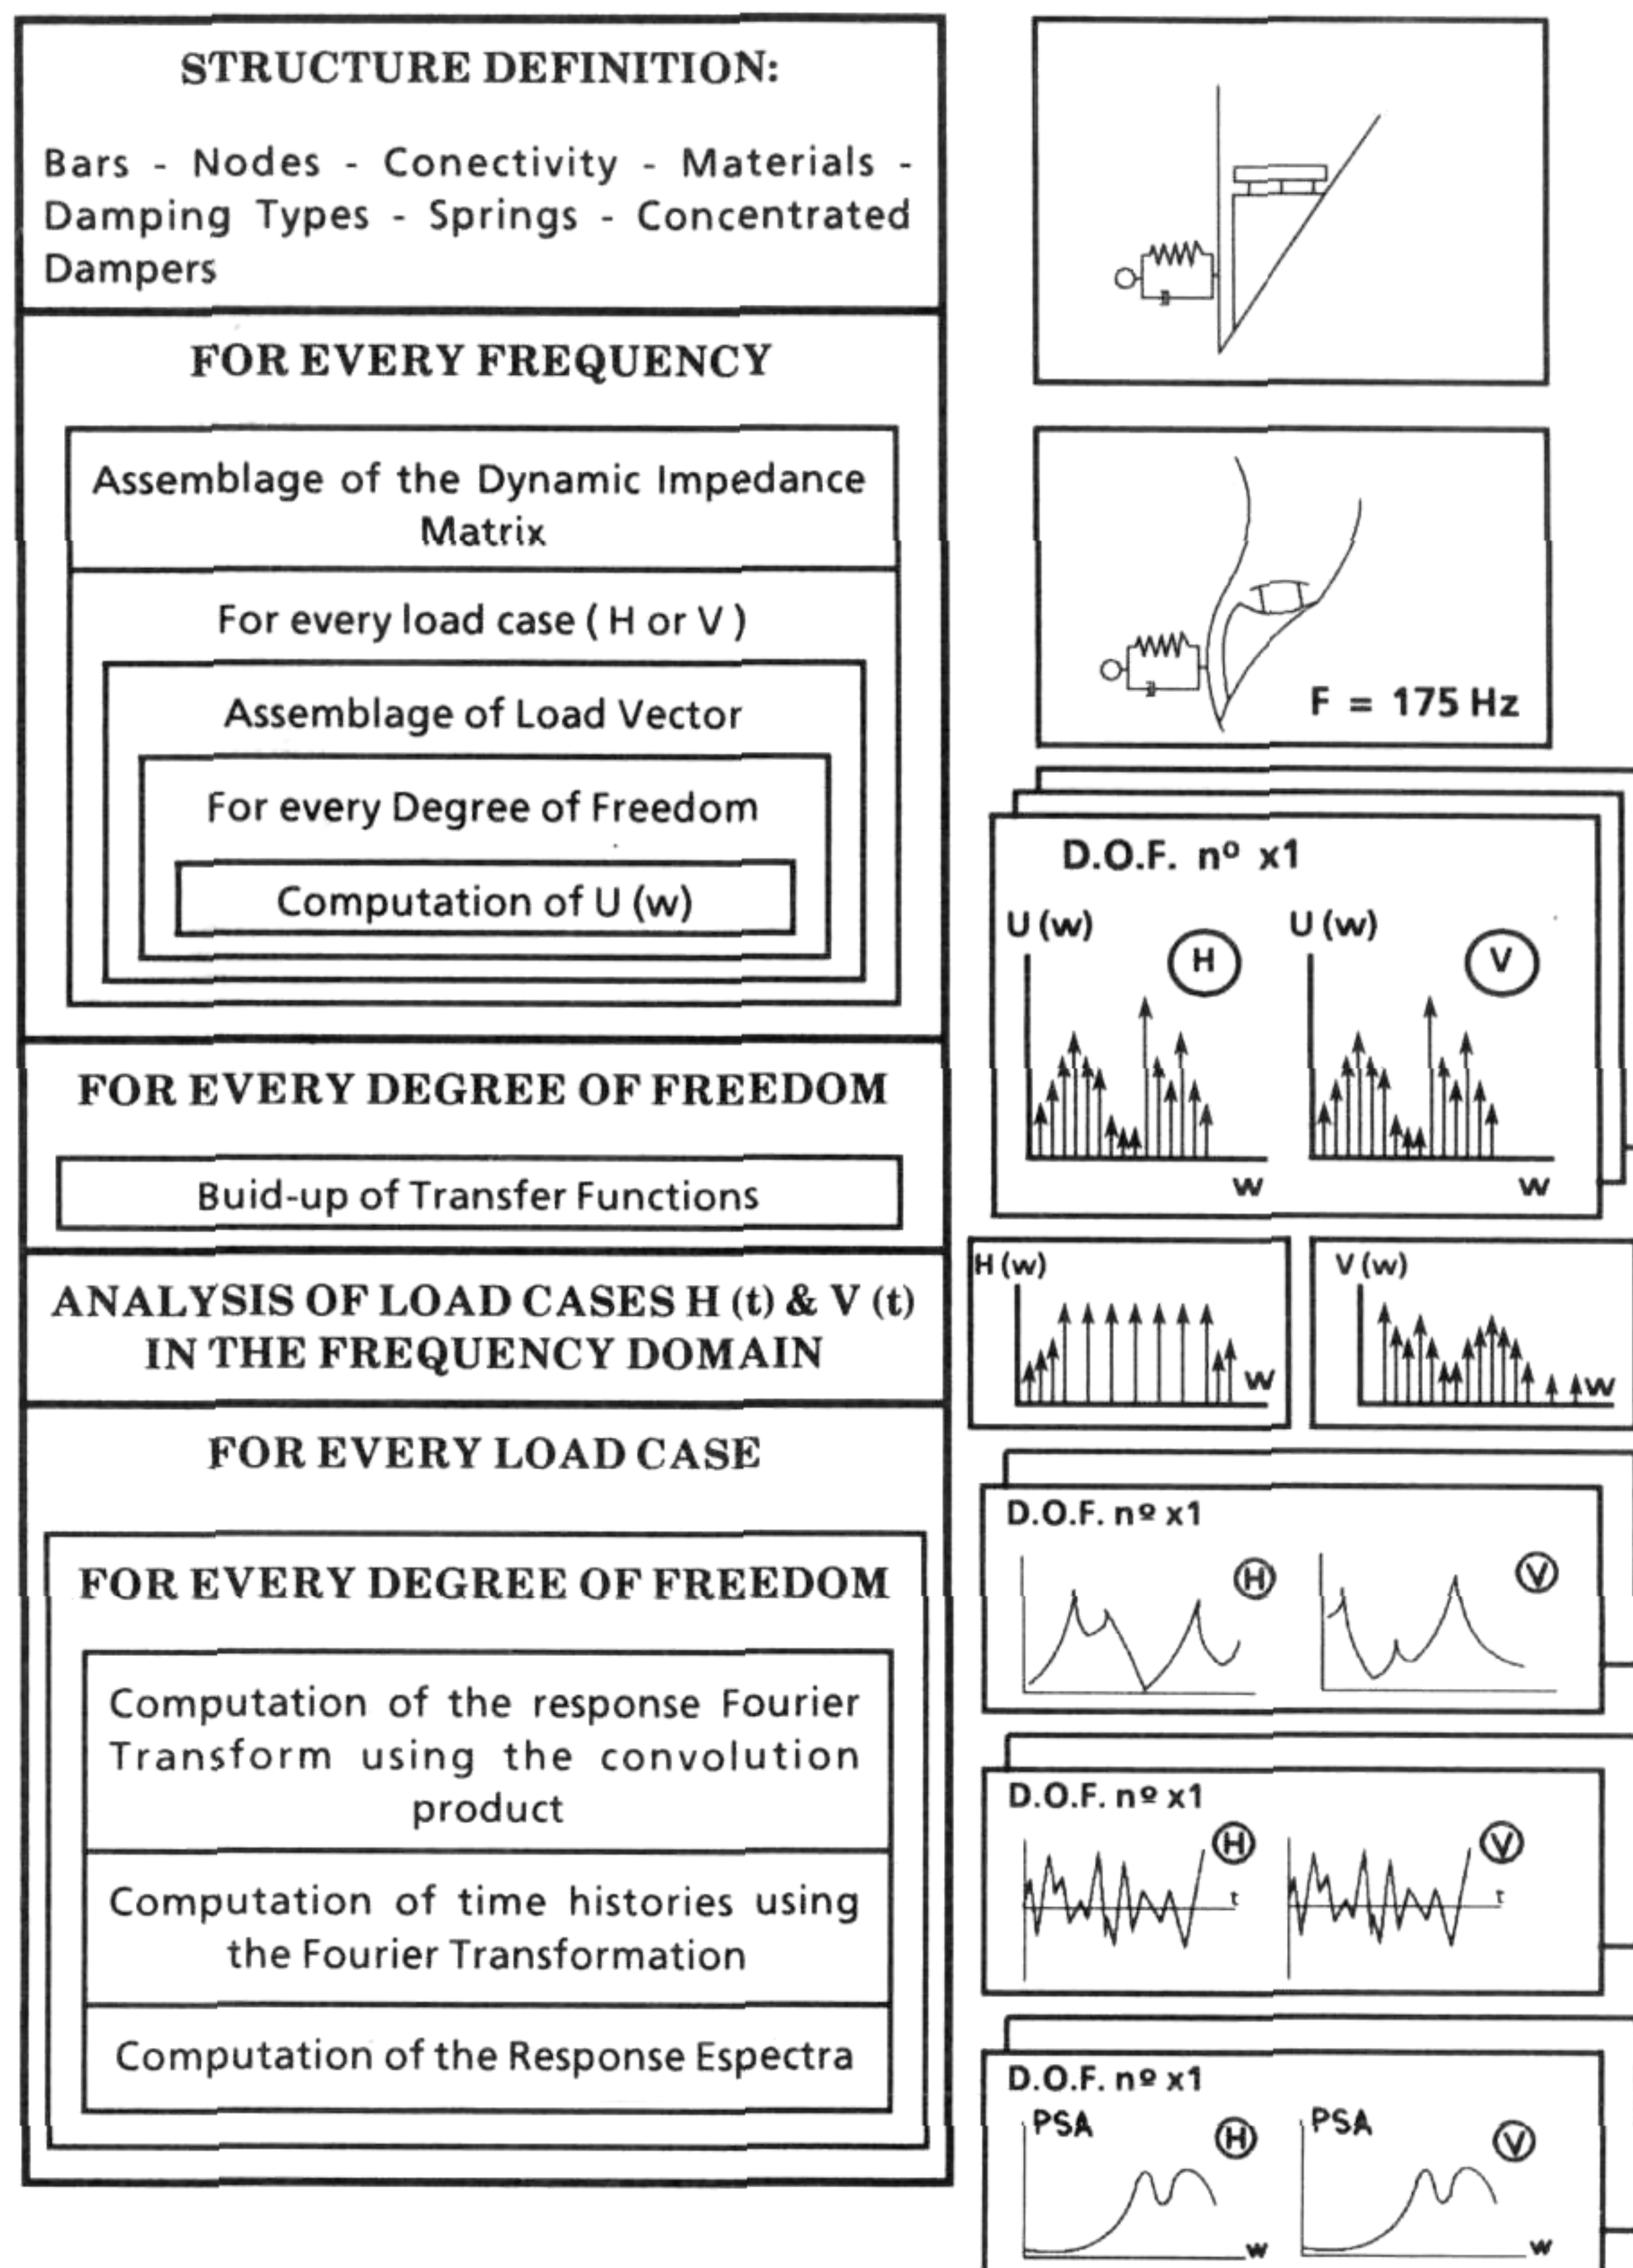 STRUCTURE DEFINITION:
Bars - Nodes - Conectivity - Materials -
Damping Types - Springs - Concentrated
Dampers
FOR EVERY FREQUENCY
Assemblage of the Dynamic Impedance
Matrix
For every load case ( H or V )
Assemblage of Load Vector
For every Degree of Freedom
Computation of U (w)
FOR EVERY DEGREE OF FREEDOM
Buid-up of Transfer Functions
ANALYSIS OF LOAD CASES H (t) & V (t)
IN THE FREQUENCY DOMAIN
FOR EVERY LOAD CASE
FOR EVERY DEGREE OF FREEDOM
Computation of the response Fourier
Transform using the convolution
product
Computation of time histories using
the Fourier Transformation
Computation of the Response Espectra
F = 175 Hz
D.O.F. nº x1
U (w)
H
U (w)
V
w
w
H (w)
w
V (w)
w
D.O.F. nº x1
H
V
D.O.F. nº x1
H
t
V
t
D.O.F. nº x1
PSA
H
w
PSA
V
w